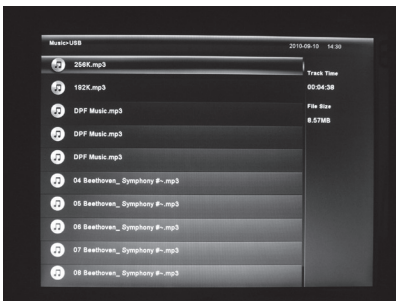 Music>USB
2010-09-10 14:30
256K.mp3
Track Time
192K.mp3
00:04:38
File Size
DPF Music.mp3
8.57MB
DPF Music.mp3
DPF Music.mp3
04 Beethoven_ Symphony #~.mp3
05 Beethoven_ Symphony #~.mp3
06 Beethoven_ Symphony #~.mp3
07 Beethoven_ Symphony #~.mp3
08 Beethoven_ Symphony #~.mp3